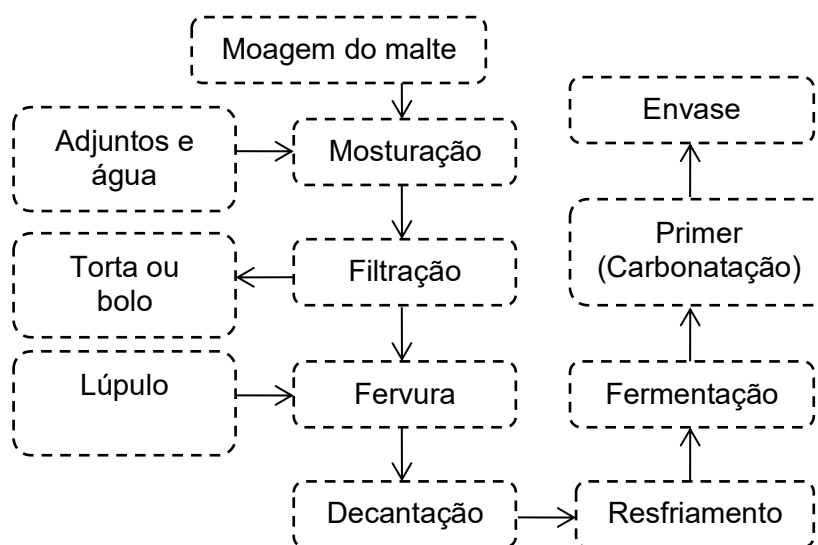 Moagem do malte
Adjuntos e
água
Mosturação
Torta ou
bolo
Filtração
Lúpulo
Fervura
Decantação
Resfriamento
Fermentação
Primer
(Carbonatação)
Envase